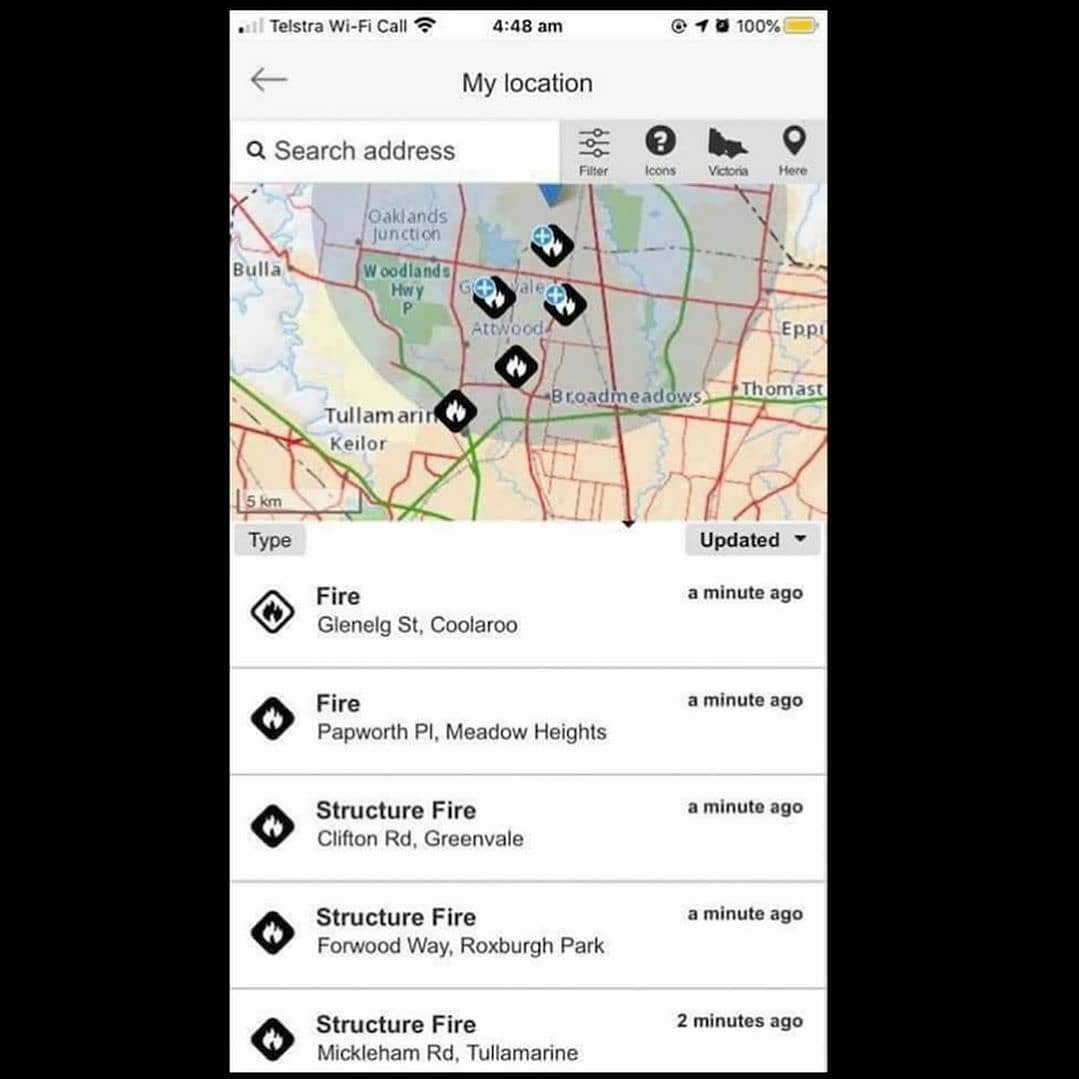 Telstra Wi-Fi Call 4:48 am 100%
My location
Search address
Filter Icons Victoria Here
Oaklands
Junction
Bulla
Woodlands
Hwy
P
Attwood
Eppi
Broadmeadows
Thomast
Tullamarin
Keilor
5 km
Type Updated
Fire a minute ago
Glenelg St, Coolaroo
Fire a minute ago
Papworth Pl, Meadow Heights
Structure Fire a minute ago
Clifton Rd, Greenvale
Structure Fire a minute ago
Forwood Way, Roxburgh Park
Structure Fire 2 minutes ago
Mickleham Rd, Tullamarine